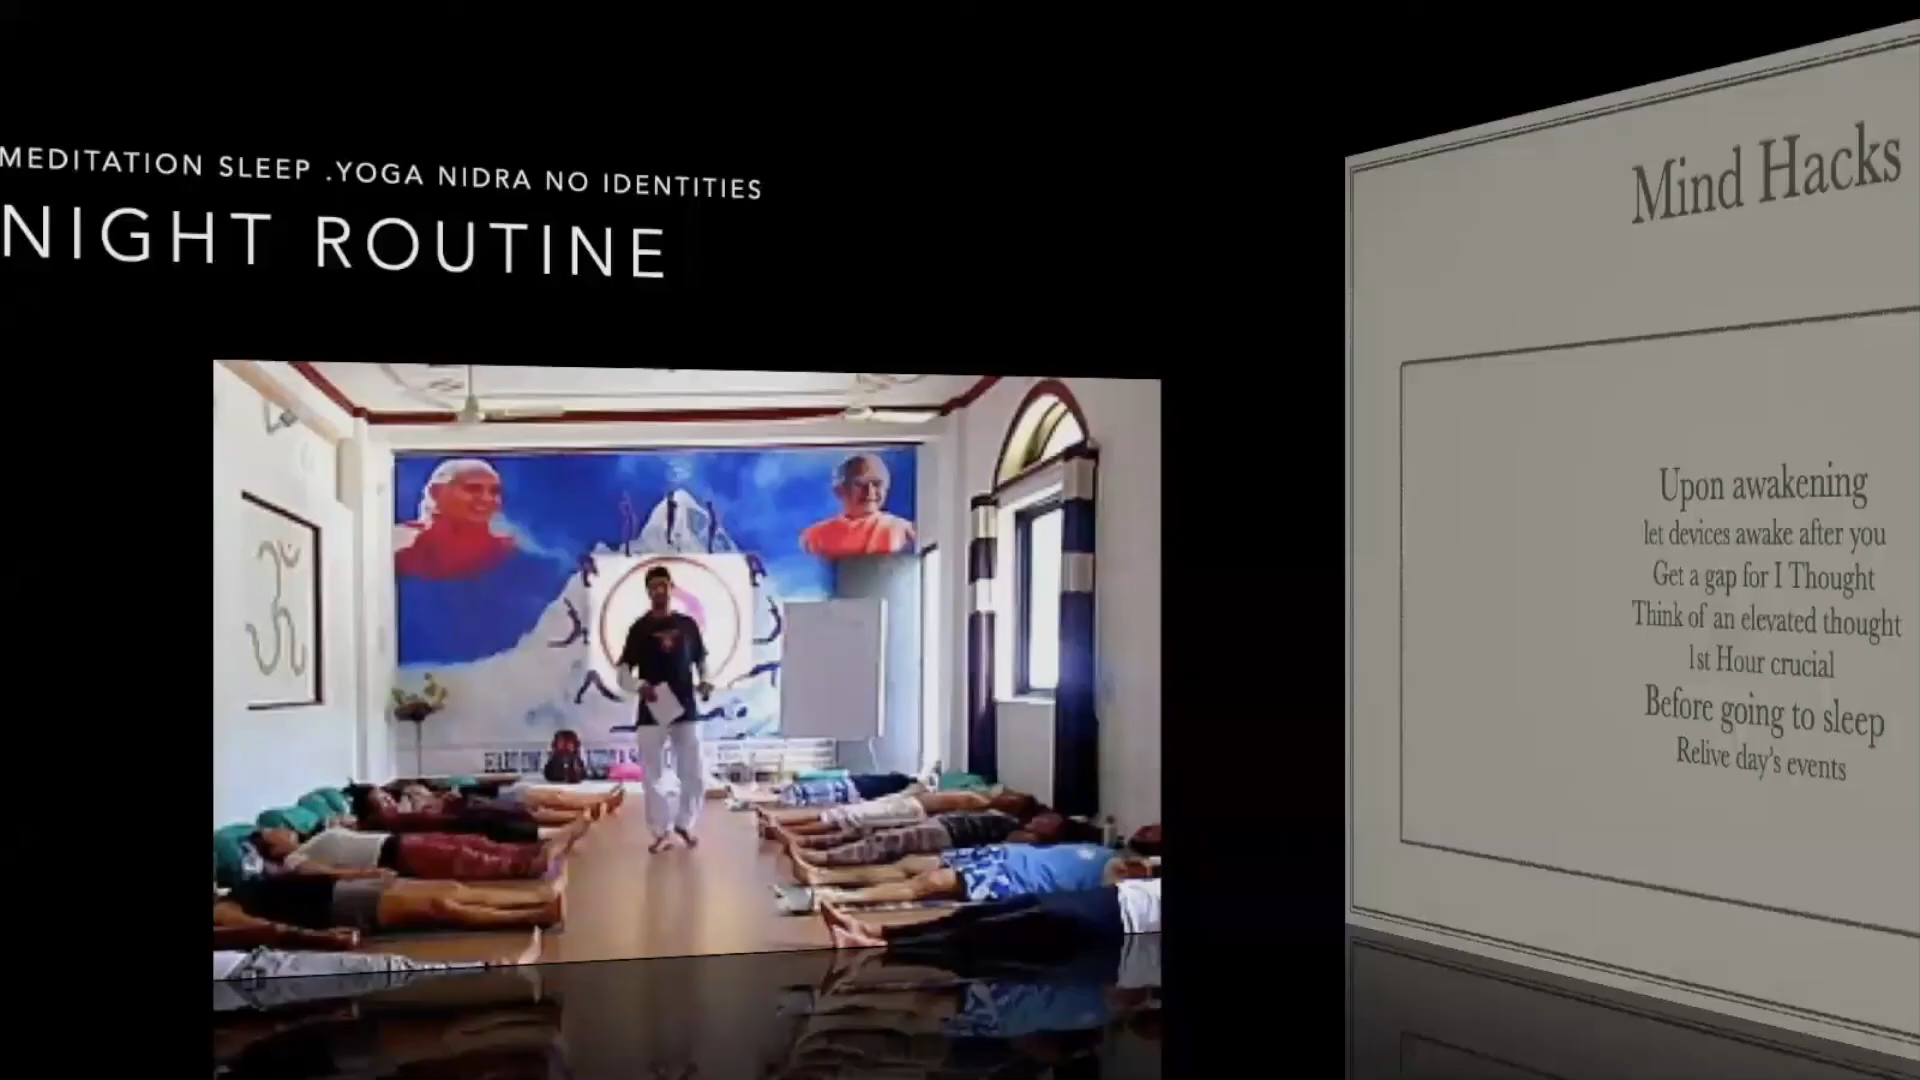 MEDITATION SLEEP .YOGA NIDRA NO IDENTITIES
NIGHT ROUTINE
Mind Hacks
Upon awakening
let devices awake after you
Get a gap for I Thought
Think of an elevated thought
1st Hour crucial
Before going to sleep
Relive day's events
ॐ